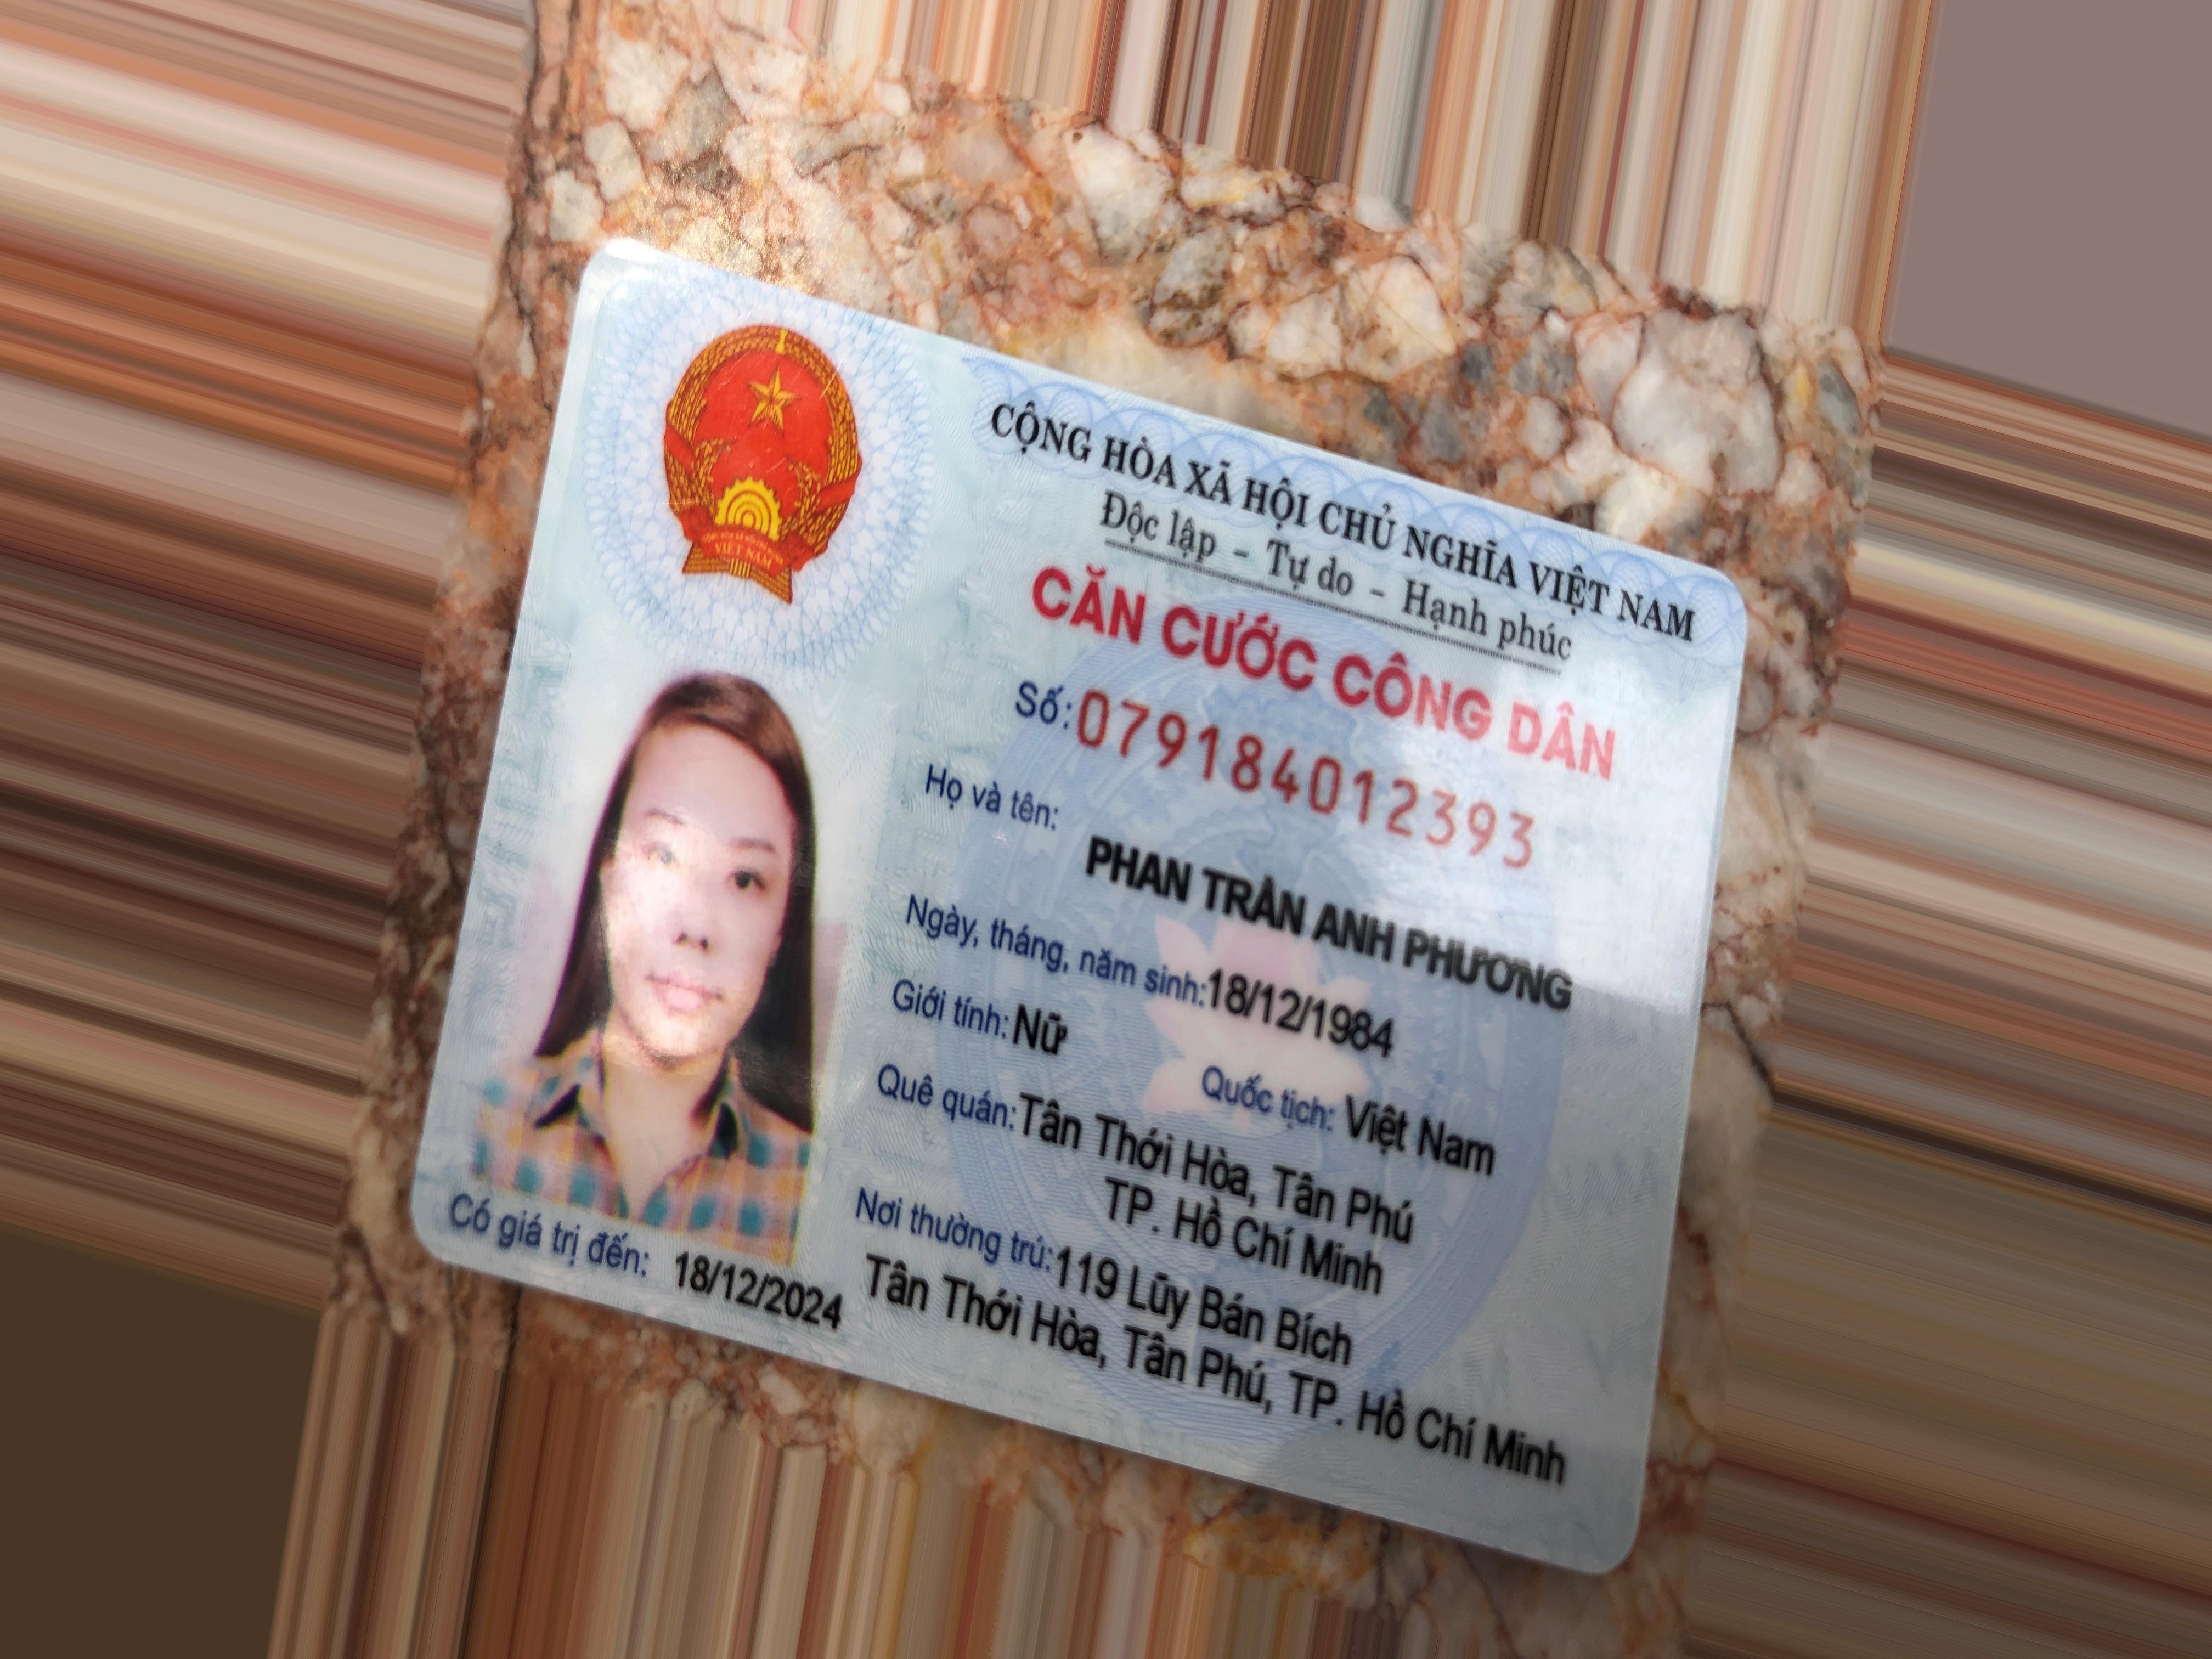 CỘNG HÒA XÃ HỘI CHỦ NGHĨA VIỆT NAM
Độc lập - Tự do - Hạnh phúc
CĂN CƯỚC CÔNG DÂN
Số: 079184012393
Họ và tên:
PHAN TRẦN ANH PHƯƠNG
Ngày, tháng, năm sinh: 18/12/1984
Giới tính: Nữ
Quốc tịch: Việt Nam
Quê quán: Tân Thới Hòa, Tân Phú
TP. Hồ Chí Minh
Nơi thường trú: 119 Lũy Bán Bích
Tân Thới Hòa, Tân Phú, TP. Hồ Chí Minh
Có giá trị đến: 18/12/2024
VIỆT NAM